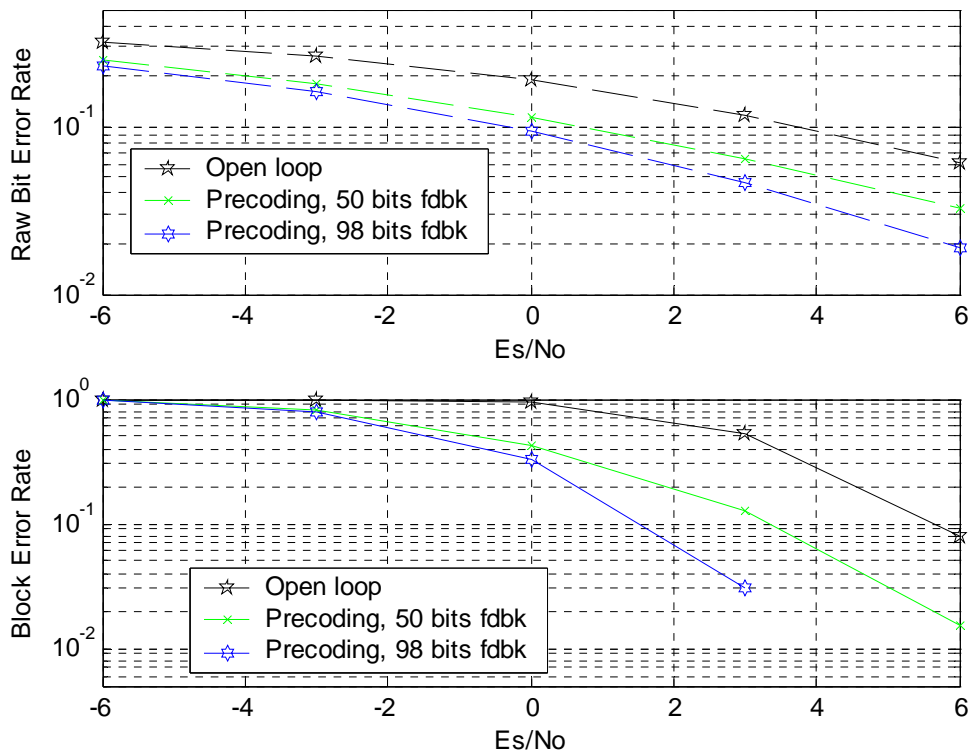 Raw Bit Error Rate
10^-1
10^-2
Open loop
Precoding, 50 bits fdbk
Precoding, 98 bits fdbk
-6 -4 -2 0 2 4 6
Es/No
Block Error Rate
10^0
10^-1
10^-2
Open loop
Precoding, 50 bits fdbk
Precoding, 98 bits fdbk
-6 -4 -2 0 2 4 6
Es/No